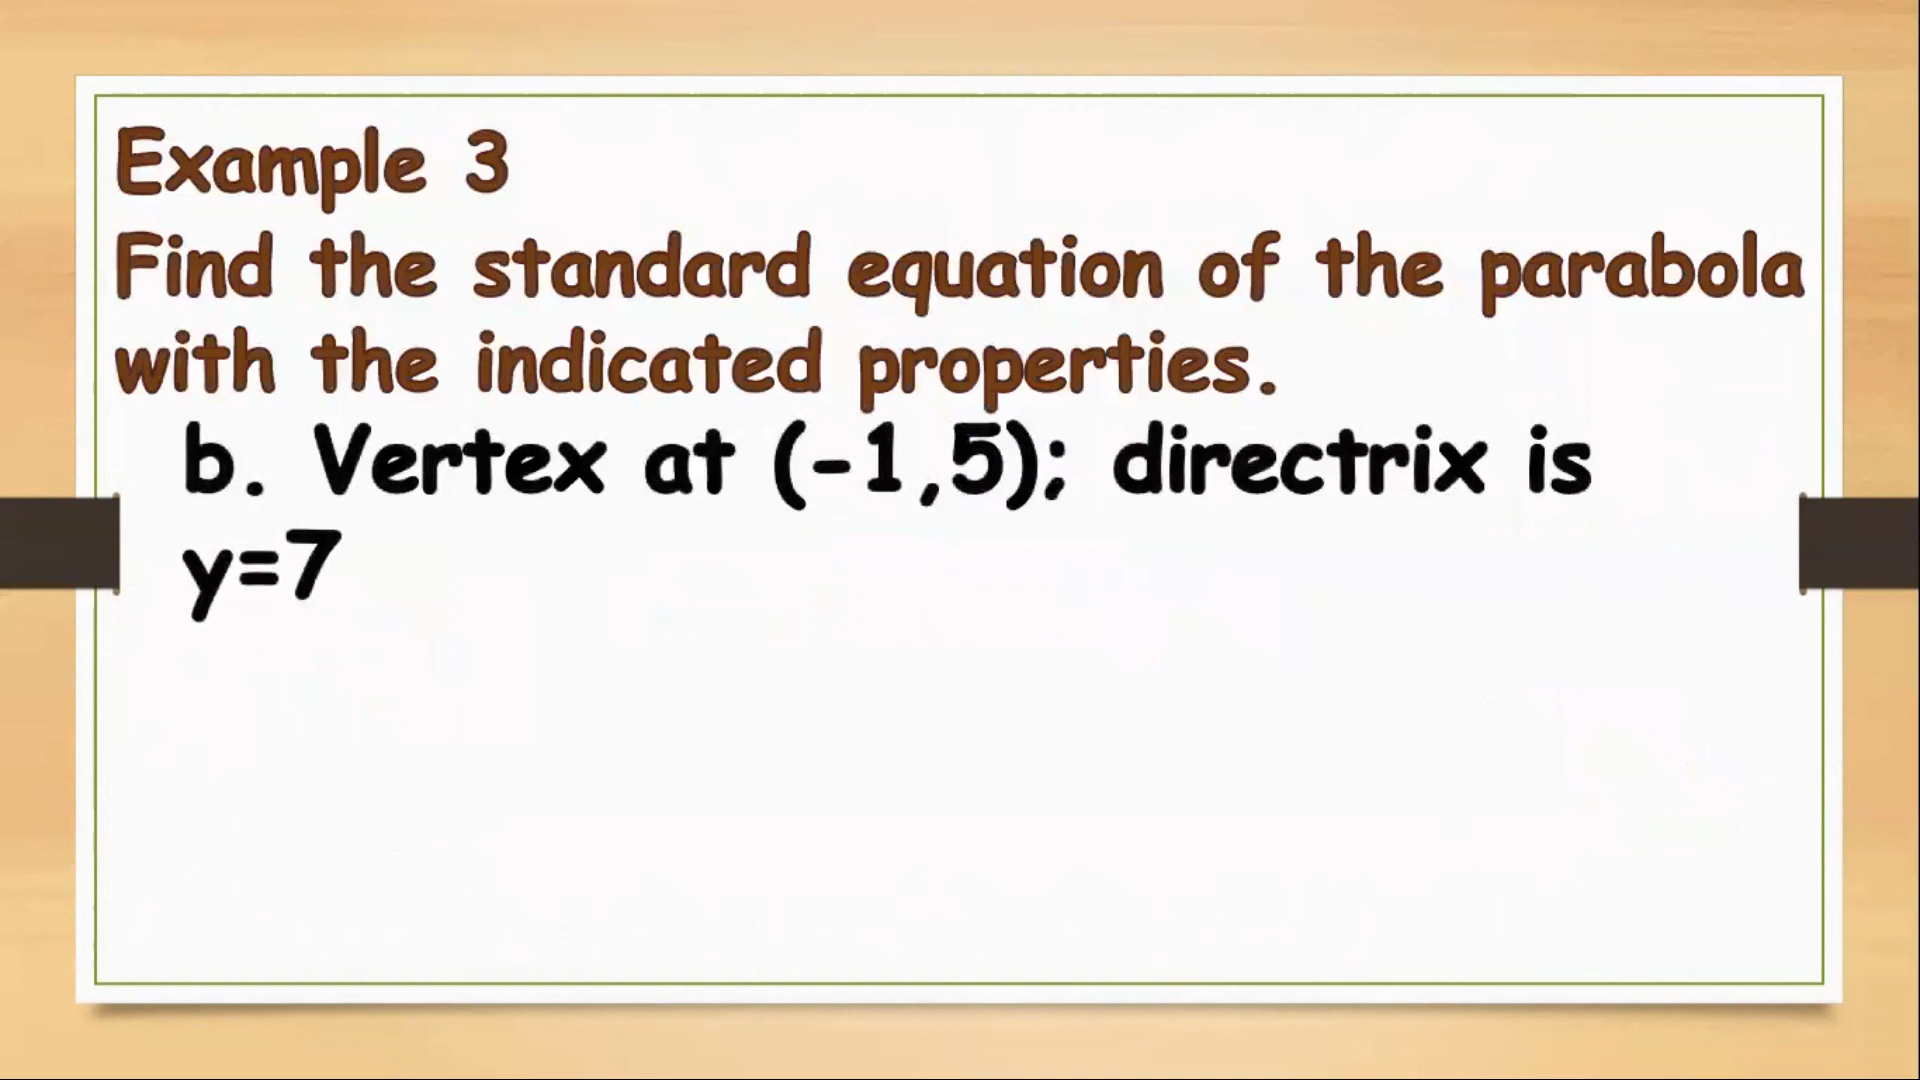 Example 3
Find the standard equation of the parabola
with the indicated properties.
b. Vertex at (-1,5); directrix is
y=7